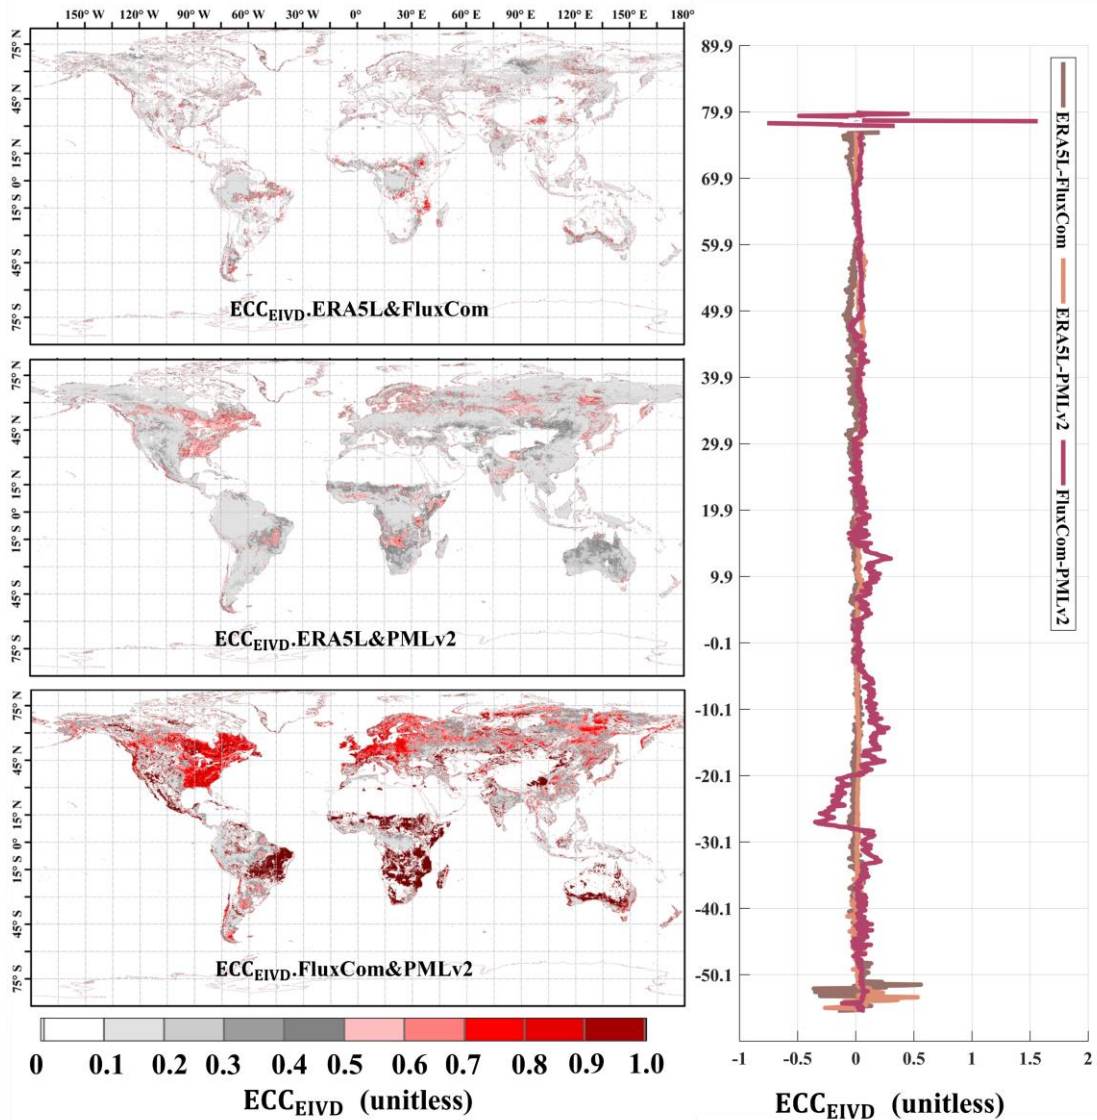 150° W 120° W 90° W 60° W 30° W 0° 30° E 60° E 90° E 120° E 150° E 180°
75° N
45° N
15° N
0°
15° S
45° S
75° S
ECC_EIVD.ERA5L&FluxCom
75° N
45° N
15° N
0°
15° S
45° S
75° S
ECC_EIVD.ERA5L&PMLv2
75° N
45° N
15° N
0°
15° S
45° S
75° S
ECC_EIVD.FluxCom&PMLv2
0 0.1 0.2 0.3 0.4 0.5 0.6 0.7 0.8 0.9 1.0
ECC_EIVD (unitless)
89.9
79.9
69.9
59.9
49.9
39.9
29.9
19.9
9.9
-0.1
-10.1
-20.1
-30.1
-40.1
-50.1
-1 -0.5 0 0.5 1 1.5 2
ECC_EIVD (unitless)
ERA5L-FluxCom
ERA5L-PMLv2
FluxCom-PMLv2